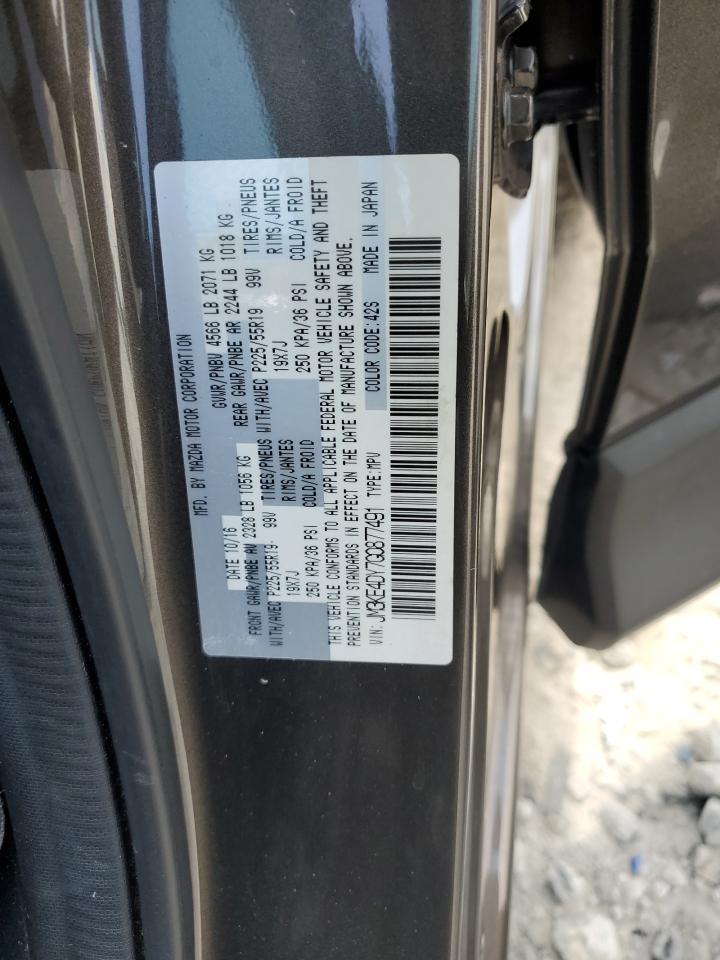 MFD. BY MAZDA MOTOR CORPORATION
DATE 10/16 GVWR/PNBV 4566 LB 2071 KG
FRONT GAWR/PNBE AV 2328 LB 1056 KG REAR GAWR/PNBE AR 2244 LB 1018 KG
WITH/AVEC P225/55R19 99V TIRES/PNEUS WITH/AVEC P225/55R19 99V TIRES/PNEUS
19X7J RIMS/JANTES 19X7J RIMS/JANTES
250 KPA/36 PSI COLD/A FROID 250 KPA/36 PSI COLD/A FROID
THIS VEHICLE CONFORMS TO ALL APPLICABLE FEDERAL MOTOR VEHICLE SAFETY AND THEFT
PREVENTION STANDARDS IN EFFECT ON THE DATE OF MANUFACTURE SHOWN ABOVE.
VIN: JM3KE4DY7G0877491 TYPE:MPV COLOR CODE:42S MADE IN JAPAN